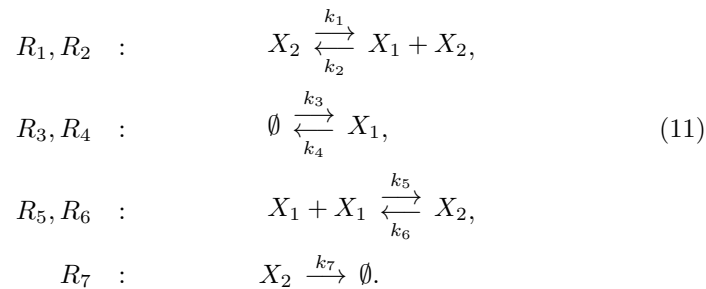 R₁, R₂ : X₂ ⇄ X₁ + X₂, k₁ k₂
R₃, R₄ : ∅ ⇄ X₁, k₃ k₄ (11)
R₅, R₆ : X₁ + X₁ ⇄ X₂, k₅ k₆
R₇ : X₂ —k₇→ ∅.